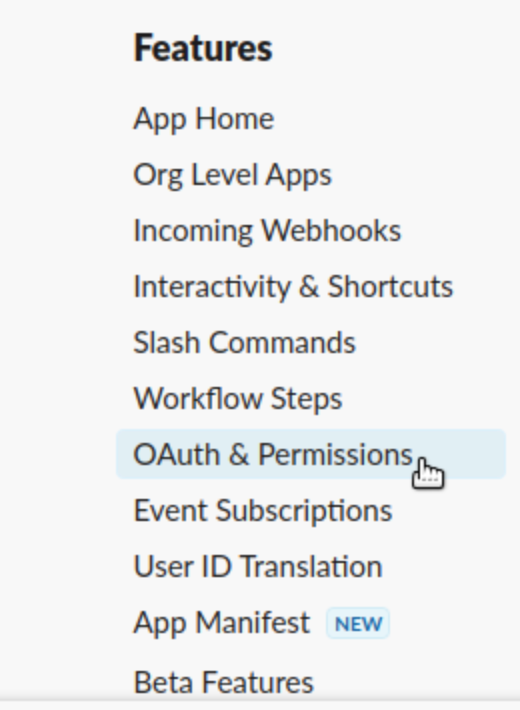 Features
App Home
Org Level Apps
Incoming Webhooks
Interactivity & Shortcuts
Slash Commands
Workflow Steps
OAuth & Permissions
Event Subscriptions
User ID Translation
App Manifest NEW
Beta Features